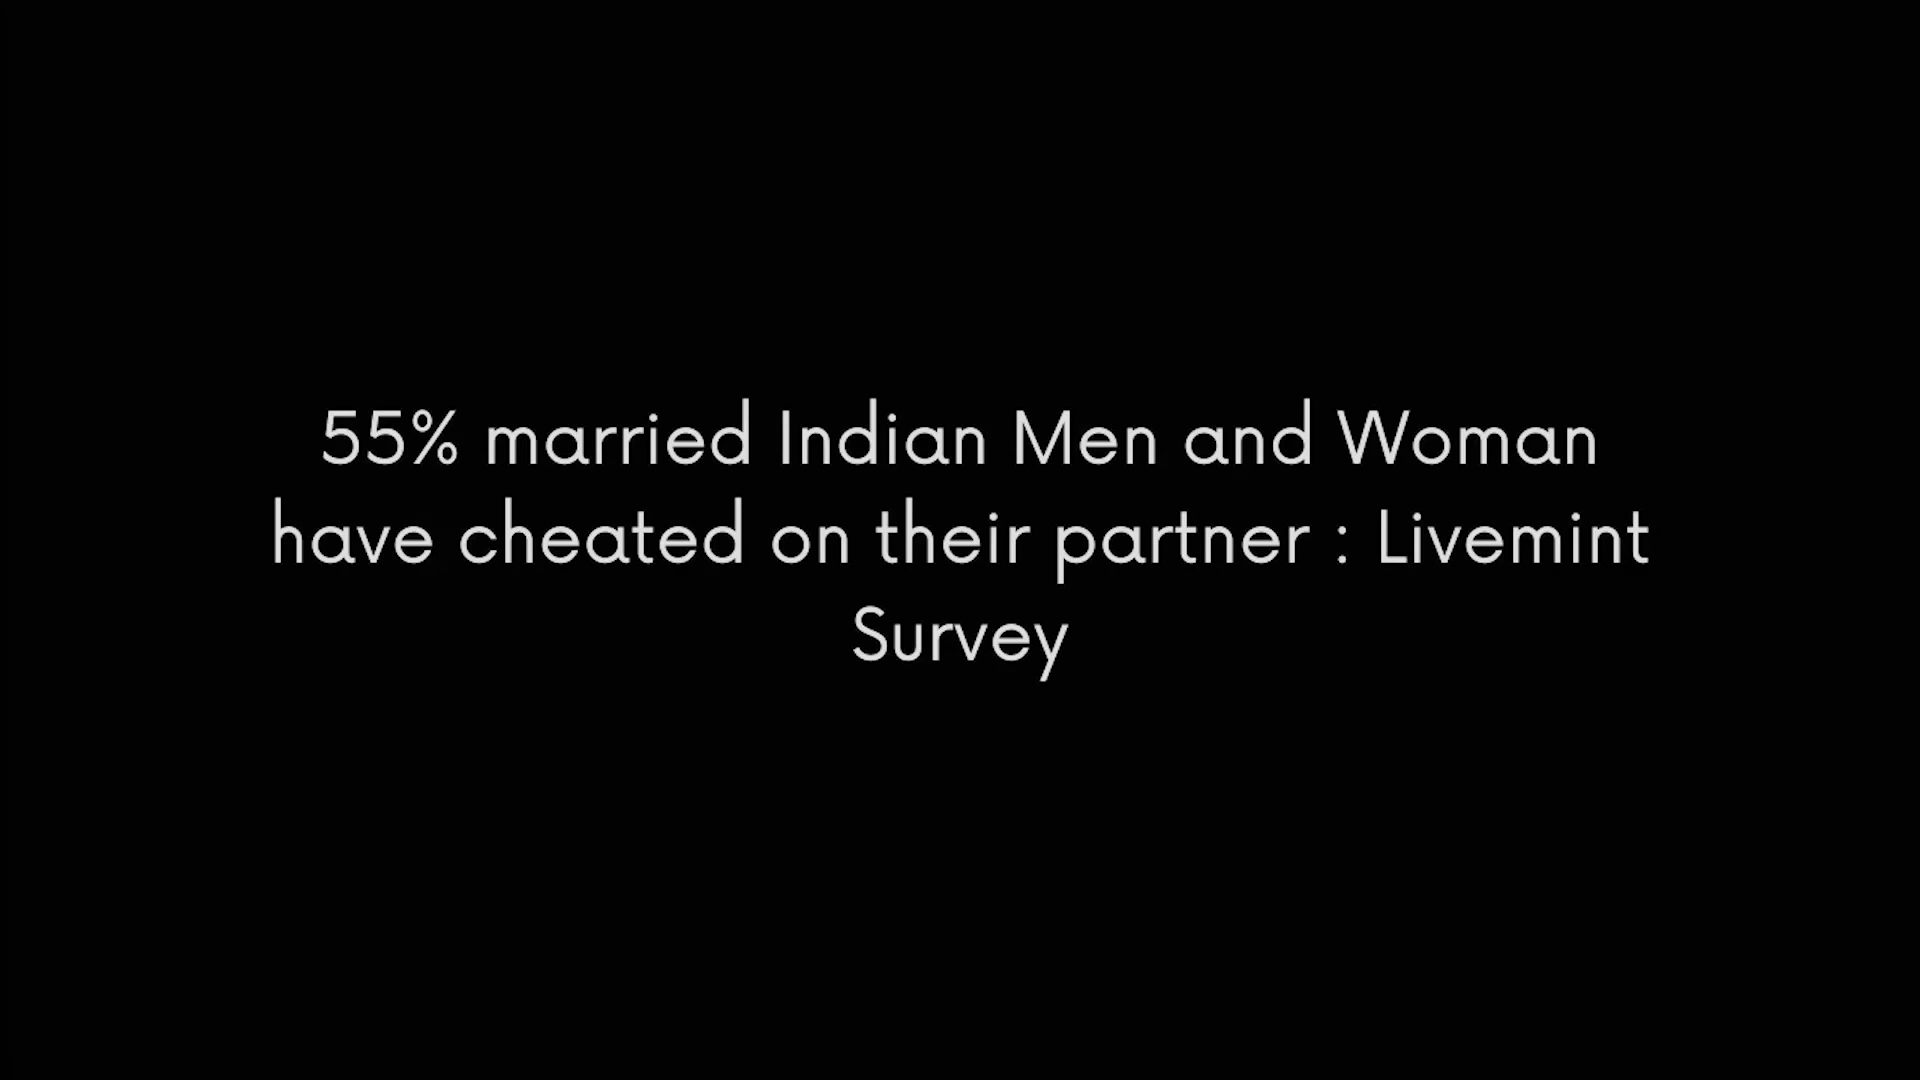 55% married Indian Men and Woman
have cheated on their partner : Livemint
Survey